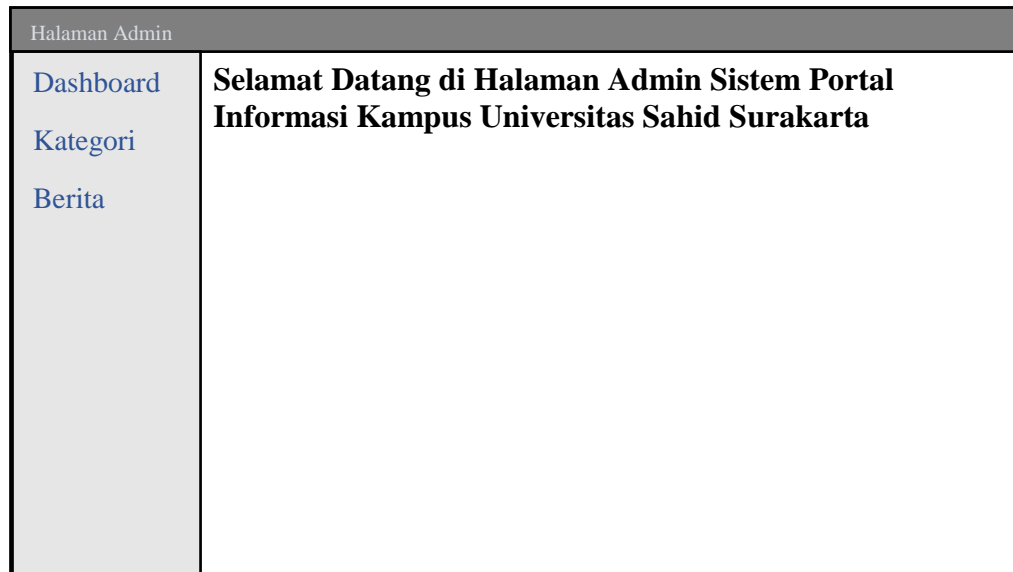 Halaman Admin
Dashboard
Kategori
Berita
Selamat Datang di Halaman Admin Sistem Portal
Informasi Kampus Universitas Sahid Surakarta